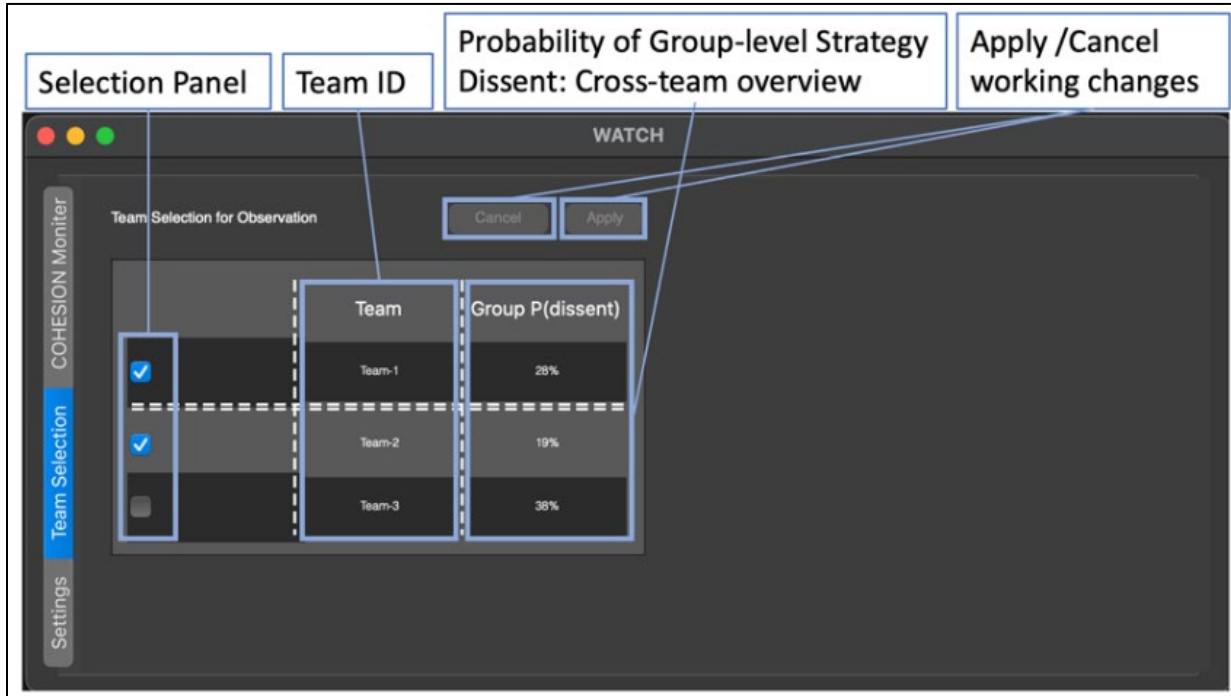 Selection Panel
Team ID
Probability of Group-level Strategy
Dissent: Cross-team overview
Apply /Cancel
working changes
WATCH
COHESION Moniter
Team Selection
Settings
Team Selection for Observation
Cancel
Apply
Team
Group P(dissent)
Team-1
28%
Team-2
19%
Team-3
38%